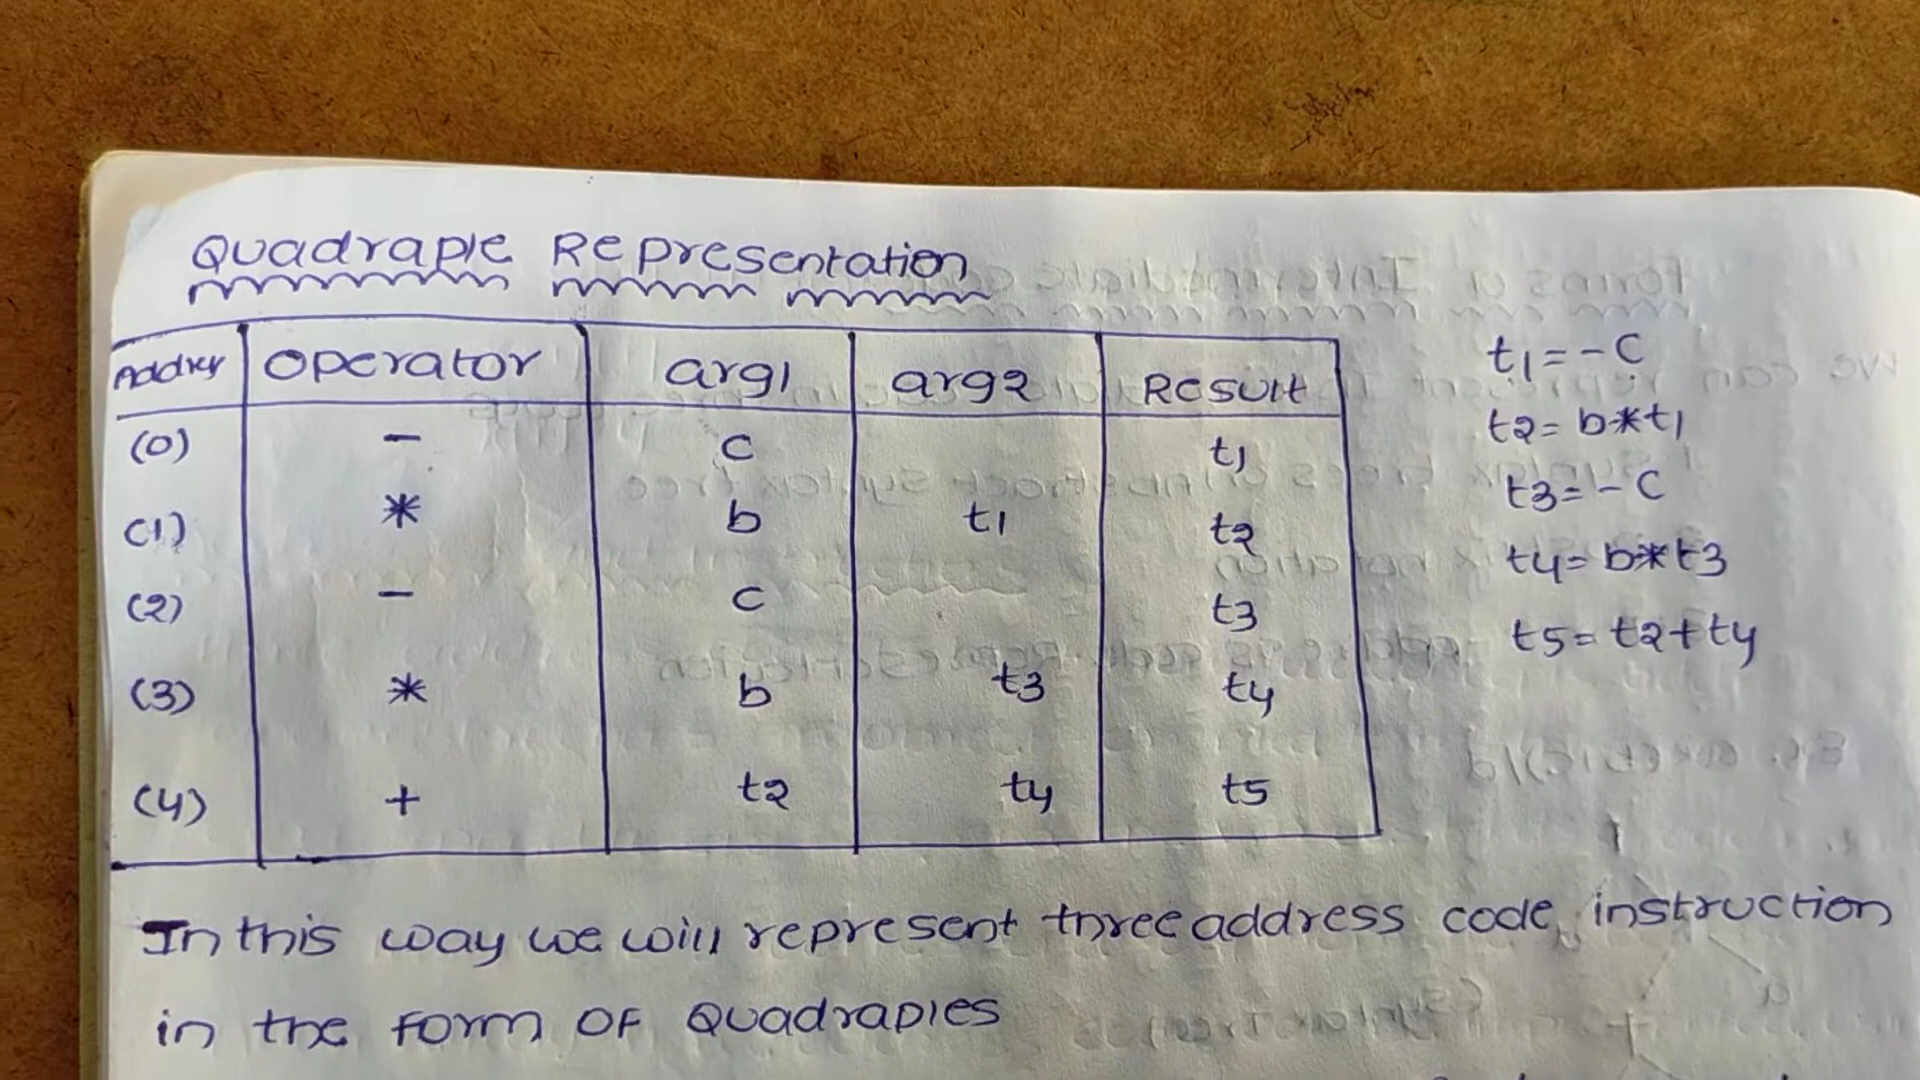 Quadraple Representation
Address Operator arg1 arg2 Result
(0) - c t1
(1) * b t1 t2
(2) - c t3
(3) * b t3 t4
(4) + t2 t4 t5
t1 = -c
t2 = b*t1
t3 = -c
t4 = b*t3
t5 = t2+t4
In this way we will represent three address code instruction
in the form of Quadraples